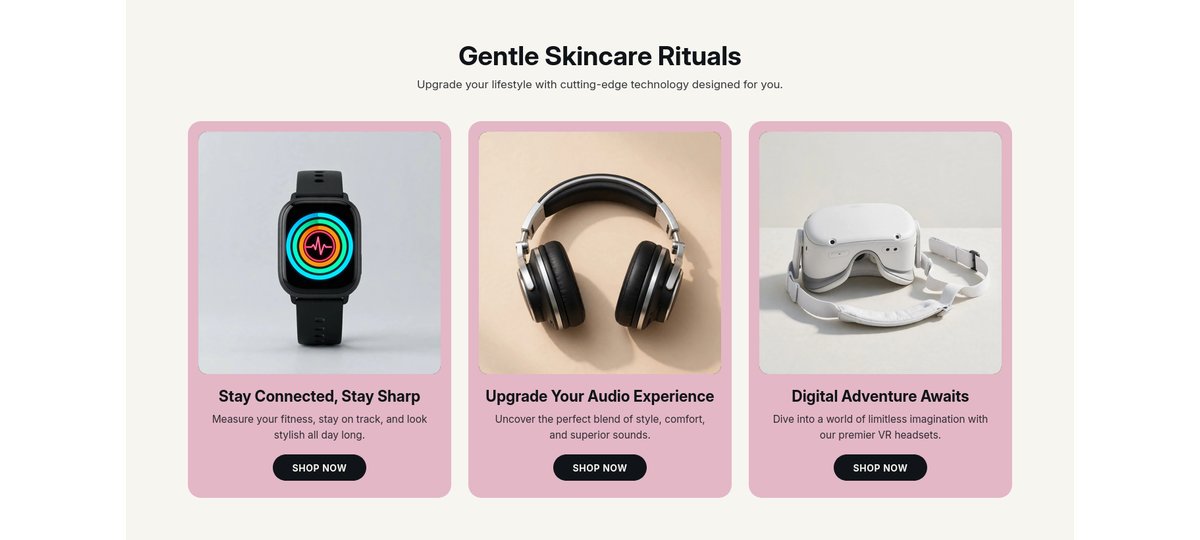 Gentle Skincare Rituals
Upgrade your lifestyle with cutting-edge technology designed for you.
Stay Connected, Stay Sharp
Measure your fitness, stay on track, and look
stylish all day long.
SHOP NOW
Upgrade Your Audio Experience
Uncover the perfect blend of style, comfort,
and superior sounds.
SHOP NOW
Digital Adventure Awaits
Dive into a world of limitless imagination with
our premier VR headsets.
SHOP NOW